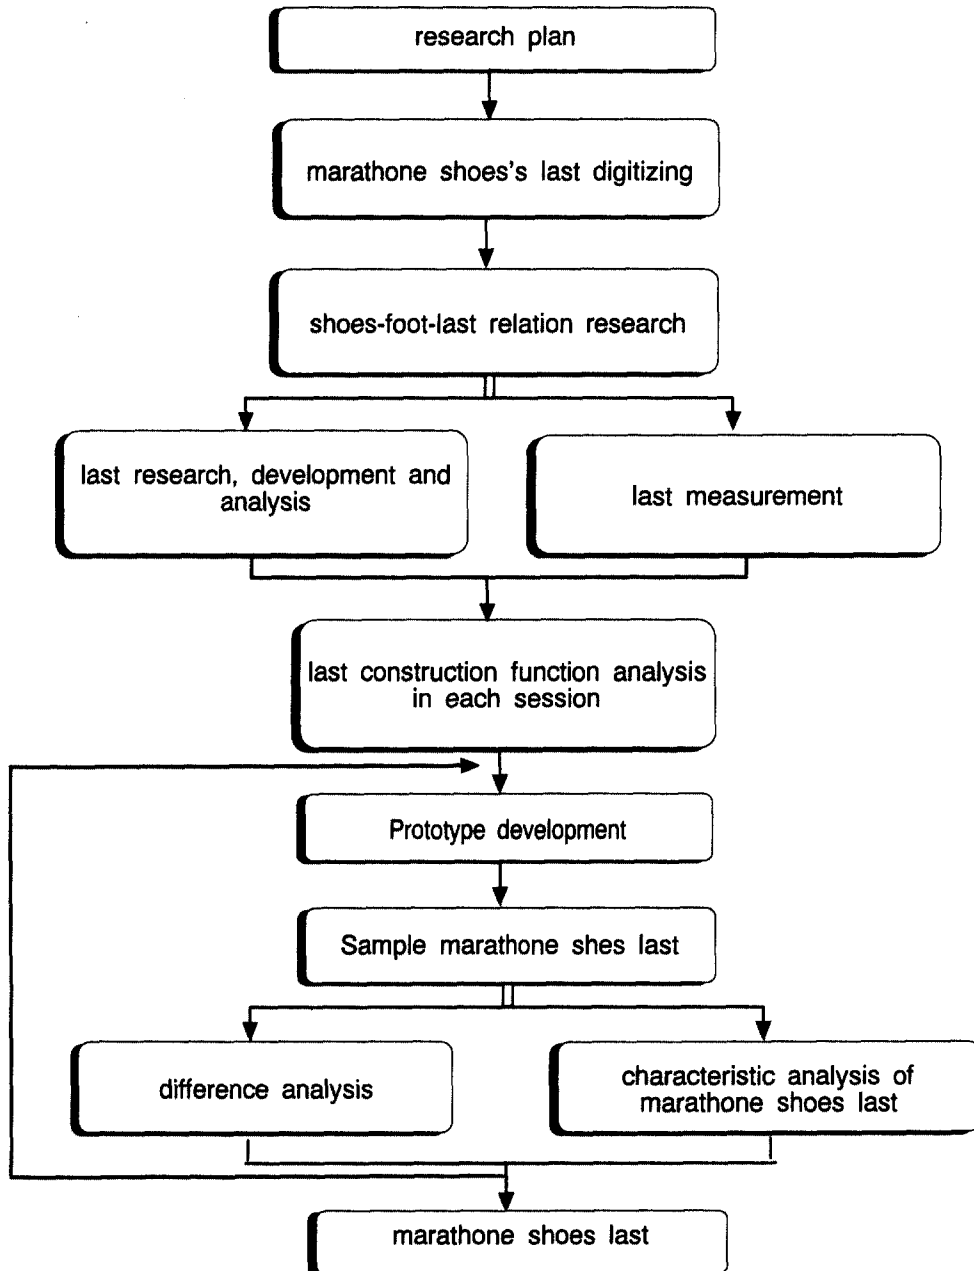 research plan
marathone shoes's last digitizing
shoes-foot-last relation research
last research, development and
analysis
last measurement
last construction function analysis
in each session
Prototype development
Sample marathone shes last
difference analysis
characteristic analysis of
marathone shoes last
marathone shoes last